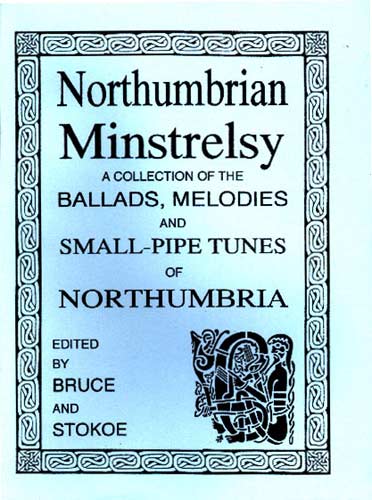 Northumbrian
Minstrelsy
A COLLECTION OF THE
BALLADS, MELODIES
AND
SMALL-PIPE TUNES
OF
NORTHUMBRIA
EDITED
BY
BRUCE
AND
STOKOE